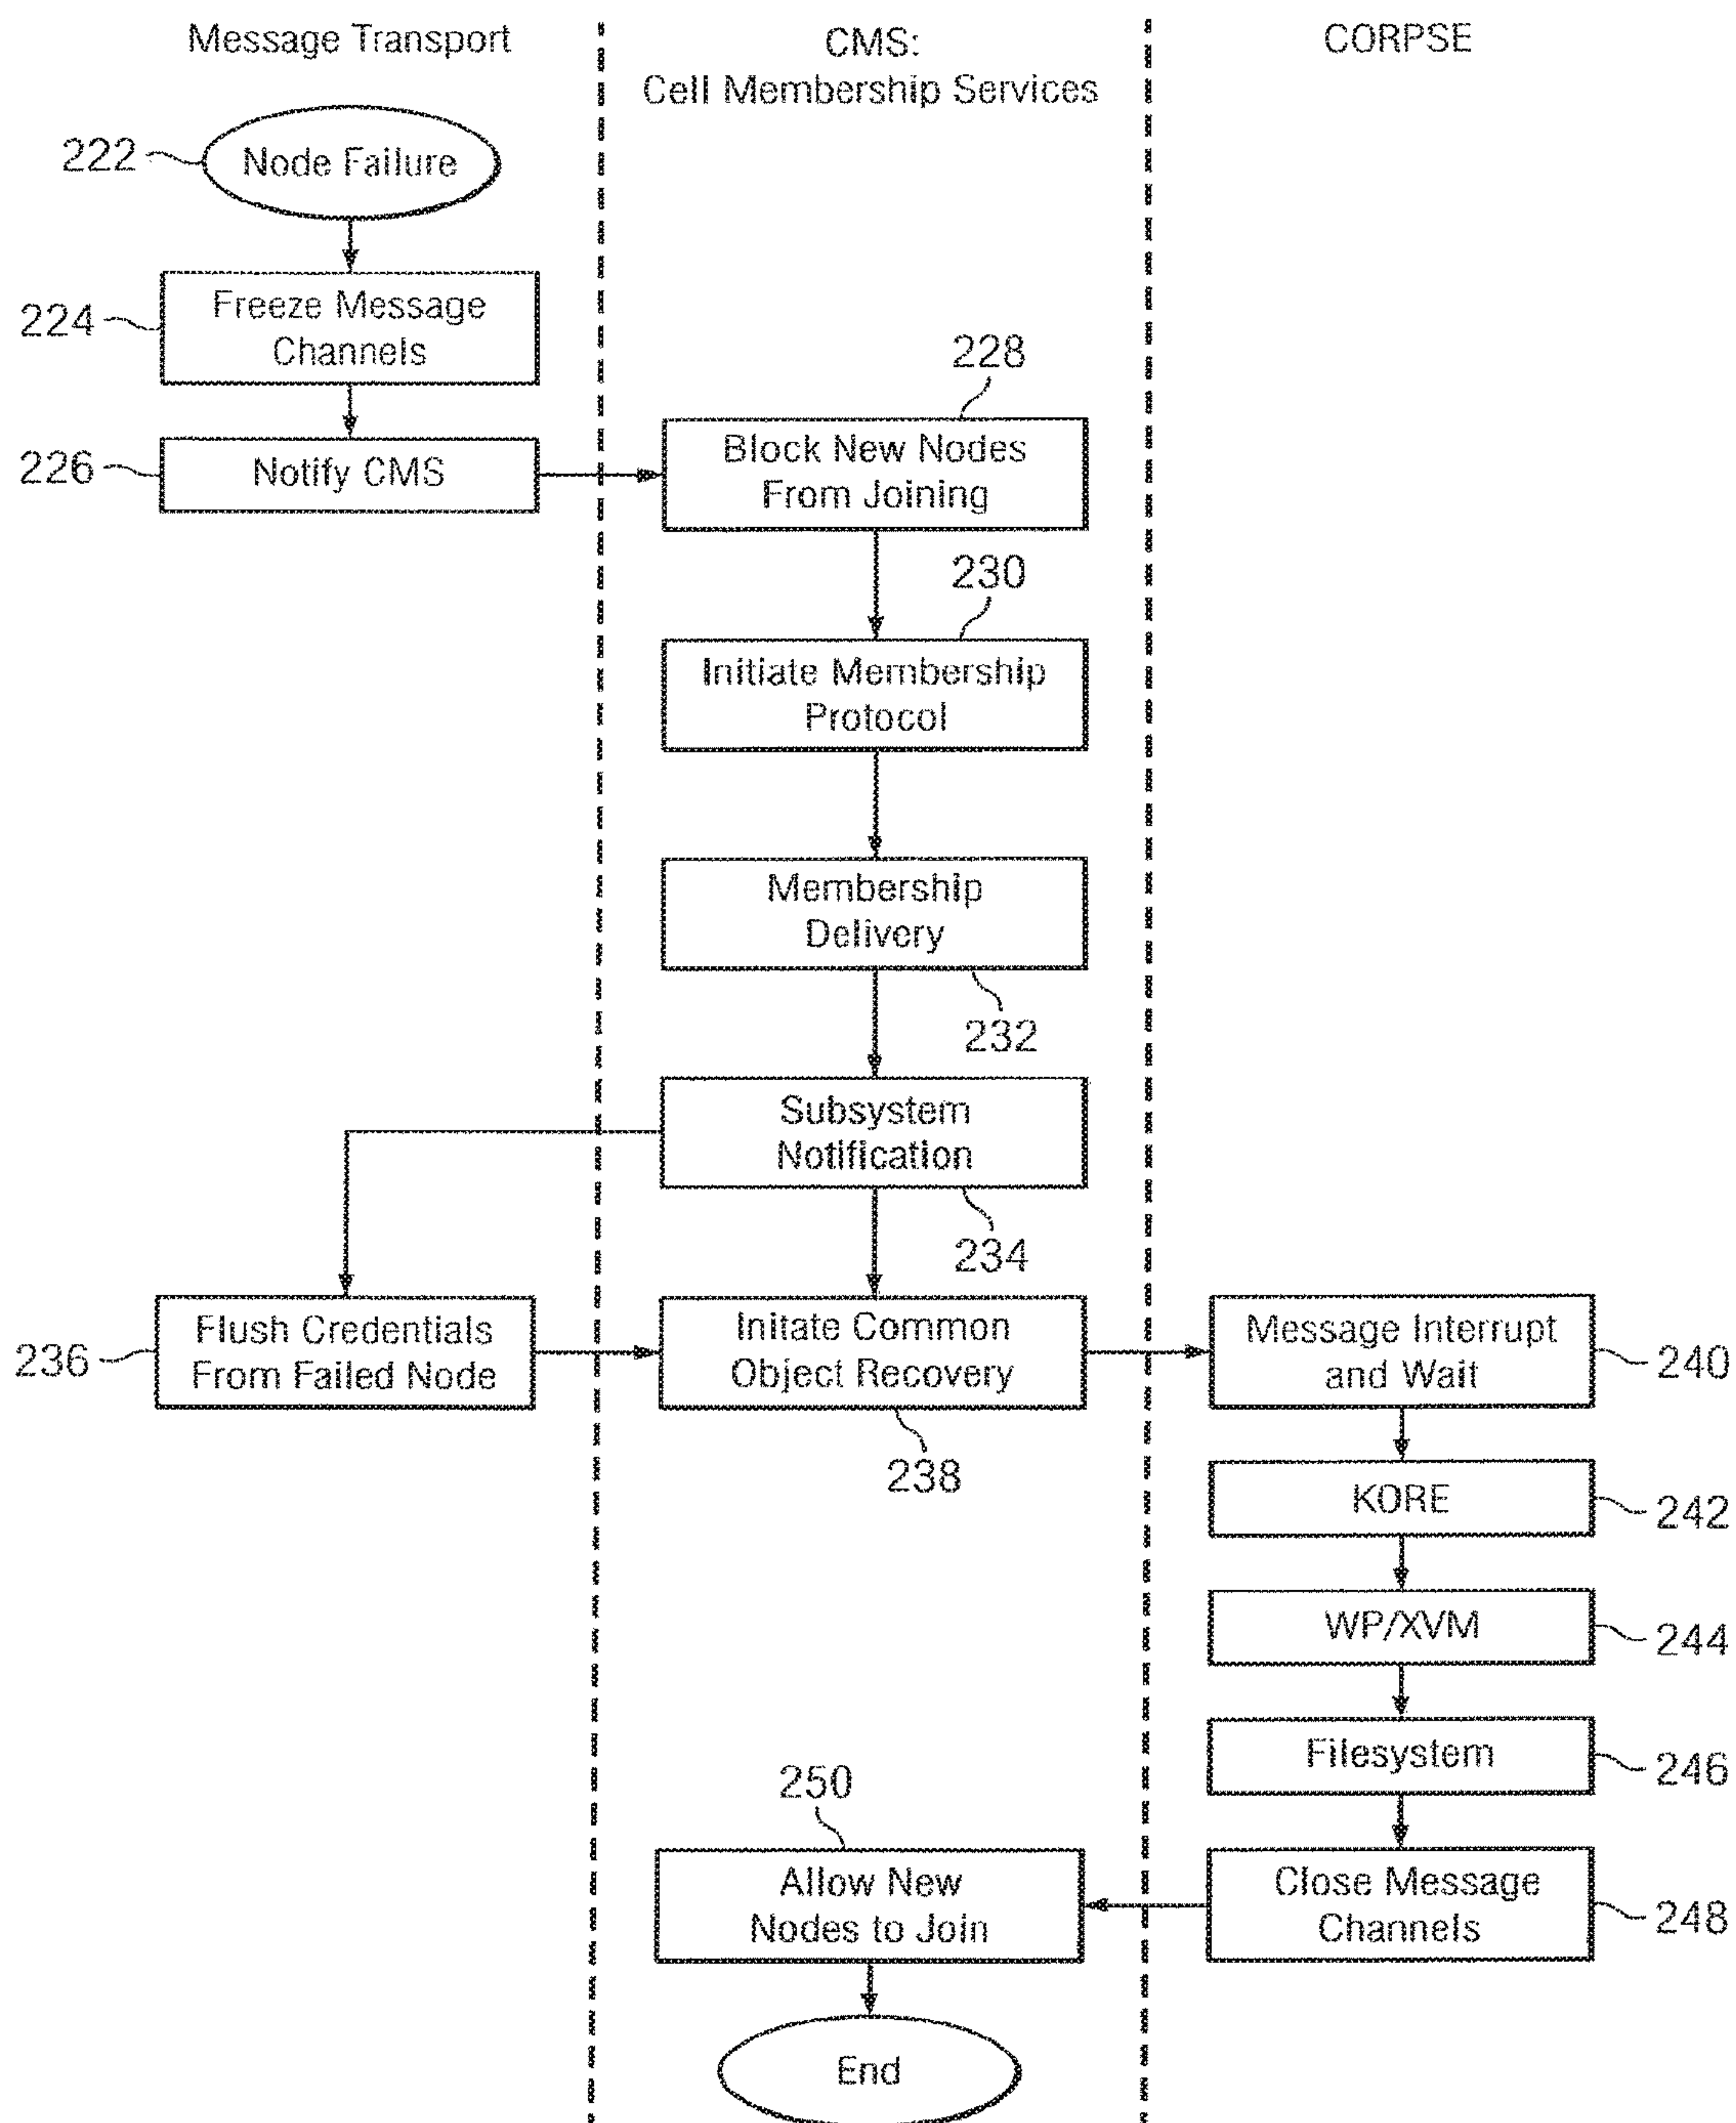 Message Transport
CMS:
Cell Membership Services
CORPSE
222
Node Failure
224
Freeze Message
Channels
226
Notify CMS
228
Block New Nodes
From Joining
230
Initiate Membership
Protocol
Membership
Delivery
232
Subsystem
Notification
234
236
Flush Credentials
From Failed Node
Initate Common
Object Recovery
238
Message Interrupt
and Wait
240
KORE
242
WP/XVM
244
Filesystem
246
Close Message
Channels
248
250
Allow New
Nodes to Join
End